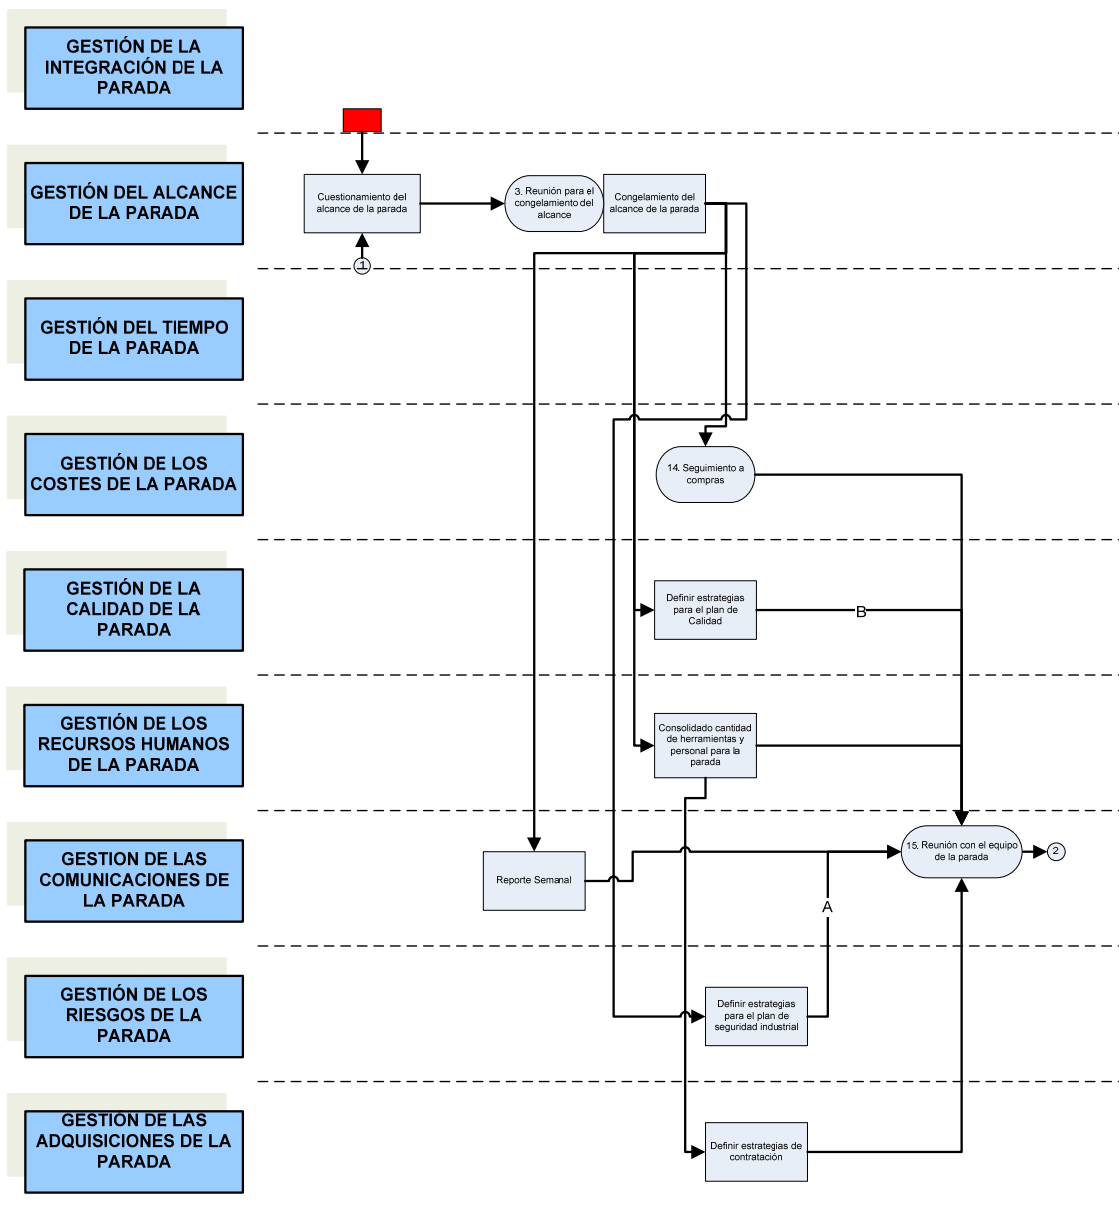 GESTIÓN DE LA
INTEGRACIÓN DE LA
PARADA
GESTIÓN DEL ALCANCE
DE LA PARADA
Cuestionamiento del
alcance de la parada
3. Reunión para el
congelamiento del
alcance
Congelamiento del
alcance de la parada
1
GESTIÓN DEL TIEMPO
DE LA PARADA
GESTIÓN DE LOS
COSTES DE LA PARADA
14. Seguimiento a
compras
GESTIÓN DE LA
CALIDAD DE LA
PARADA
Definir estrategias
para el plan de
Calidad
B
GESTIÓN DE LOS
RECURSOS HUMANOS
DE LA PARADA
Consolidado cantidad
de herramientas y
personal para la
parada
GESTION DE LAS
COMUNICACIONES DE
LA PARADA
Reporte Semanal
15. Reunión con el equipo
de la parada
2
A
GESTIÓN DE LOS
RIESGOS DE LA
PARADA
Definir estrategias
para el plan de
seguridad industrial
GESTIÓN DE LAS
ADQUISICIONES DE LA
PARADA
Definir estrategias de
contratación